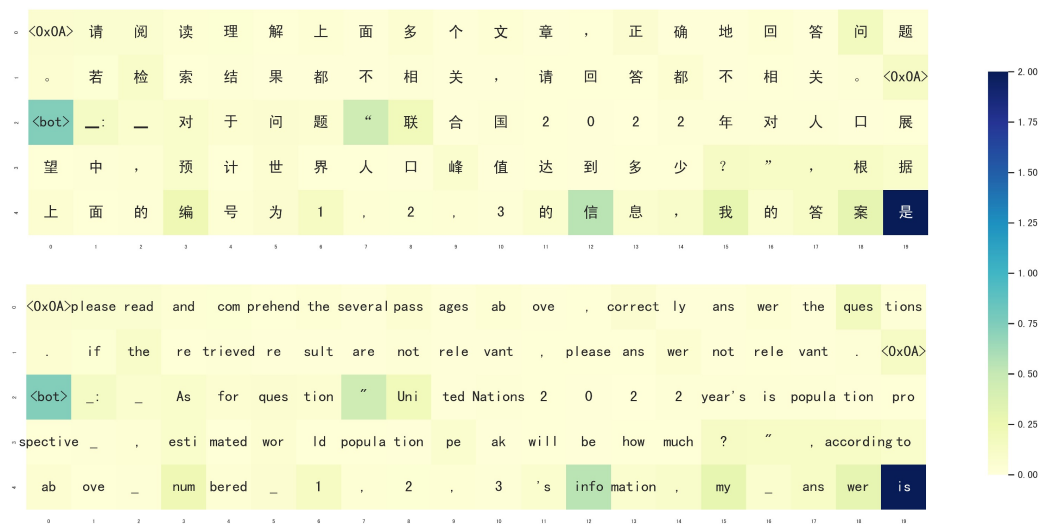 0 <0x0A> 请 阅 读 理 解 上 面 多 个 文 章 , 正 确 地 回 答 问 题
1 。 若 检 索 结 果 都 不 相 关 , 请 回 答 都 不 相 关 。 <0x0A>
2 <bot> ▁: ▁ 对 于 问 题 “ 联 合 国 2 0 2 2 年 对 人 口 展
3 望 中 , 预 计 世 界 人 口 峰 值 达 到 多 少 ? ” , 根 据
4 上 面 的 编 号 为 1 , 2 , 3 的 信 息 , 我 的 答 案 是
0 1 2 3 4 5 6 7 8 9 10 11 12 13 14 15 16 17 18 19
0 <0x0A> please read and com prehend the several pass ages ab ove , correct ly ans wer the ques tions
1 . if the re trieved re sult are not rele vant , please ans wer not rele vant . <0x0A>
2 <bot> _: _ As for ques tion " Uni ted Nations 2 0 2 2 year's is popula tion pro
3 spective _ , esti mated wor ld popula tion pe ak will be how much ? " , according to
4 ab ove _ num bered _ 1 , 2 , 3 's info mation , my _ ans wer is
0 1 2 3 4 5 6 7 8 9 10 11 12 13 14 15 16 17 18 19
2.00
1.75
1.50
1.25
1.00
0.75
0.50
0.25
0.00